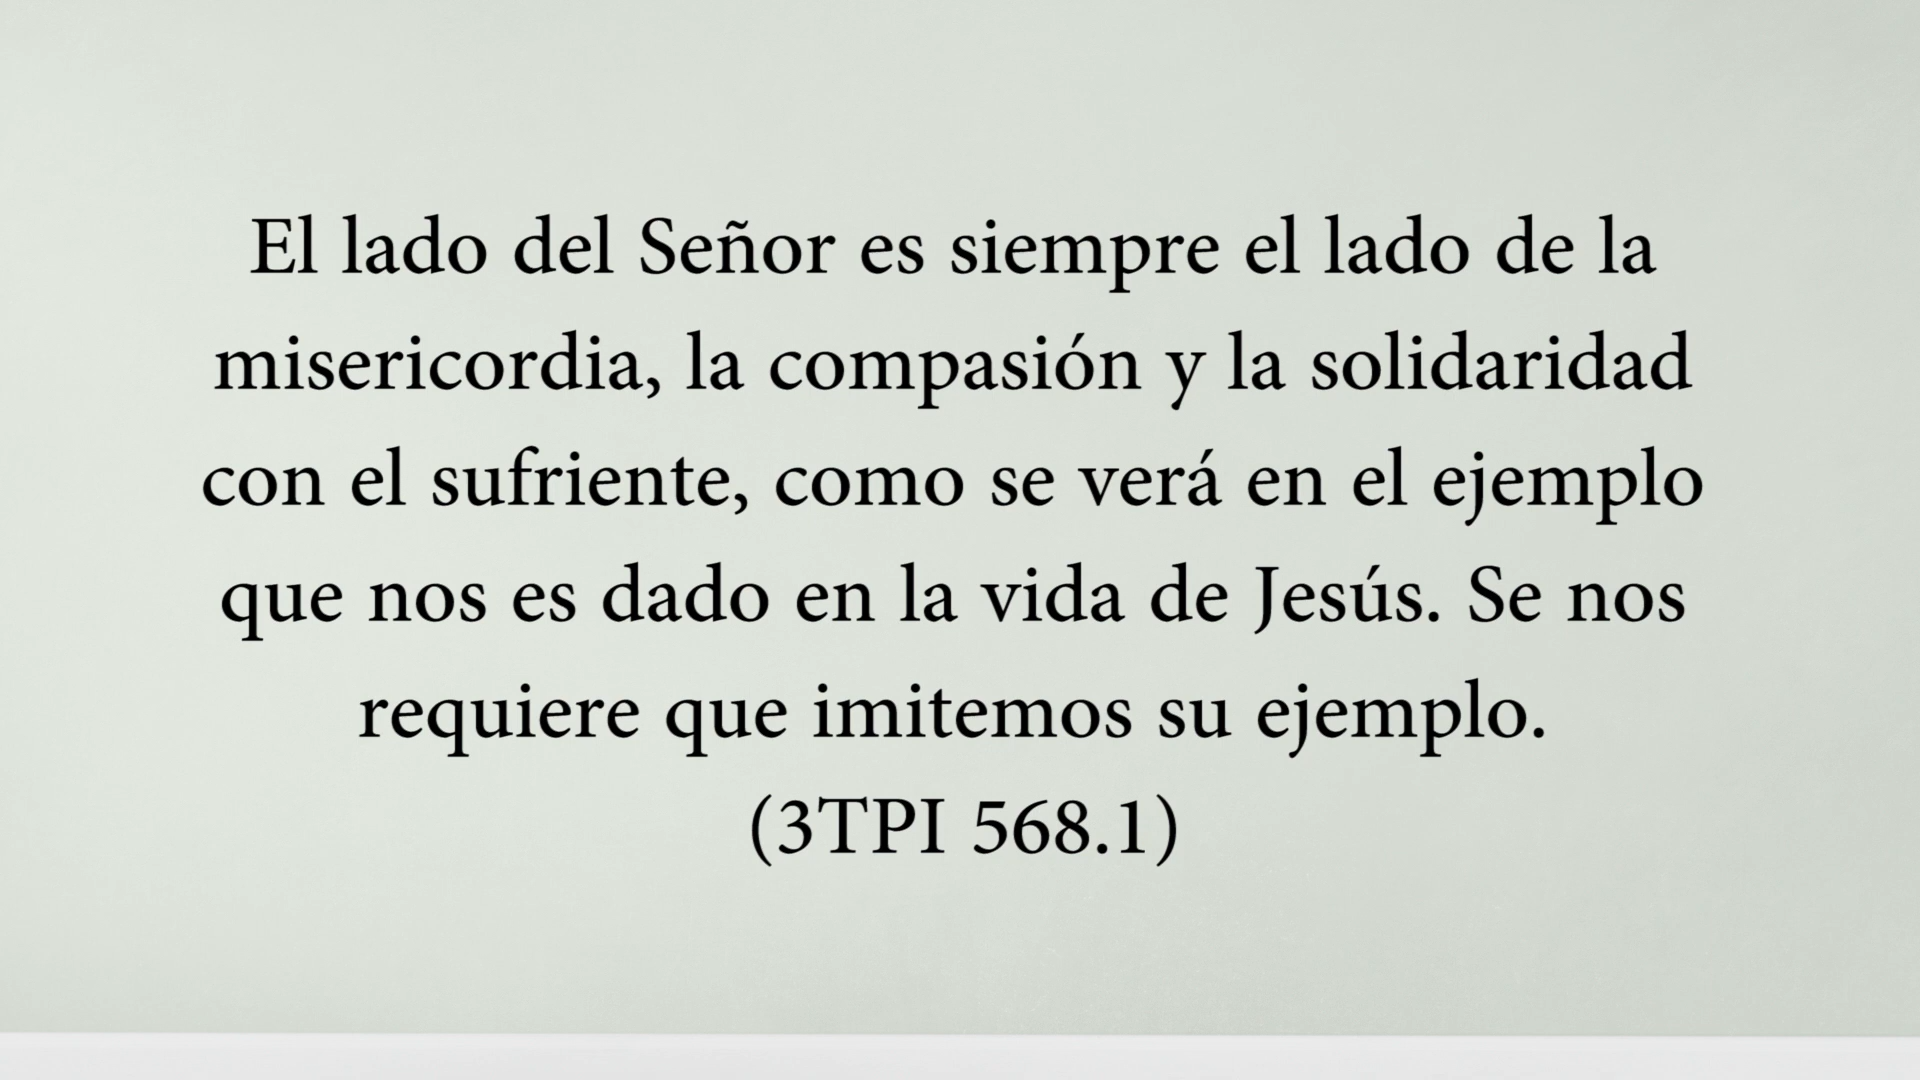 El lado del Señor es siempre el lado de la
misericordia, la compasión y la solidaridad
con el sufriente, como se verá en el ejemplo
que nos es dado en la vida de Jesús. Se nos
requiere que imitemos su ejemplo.
(3TPI 568.1)